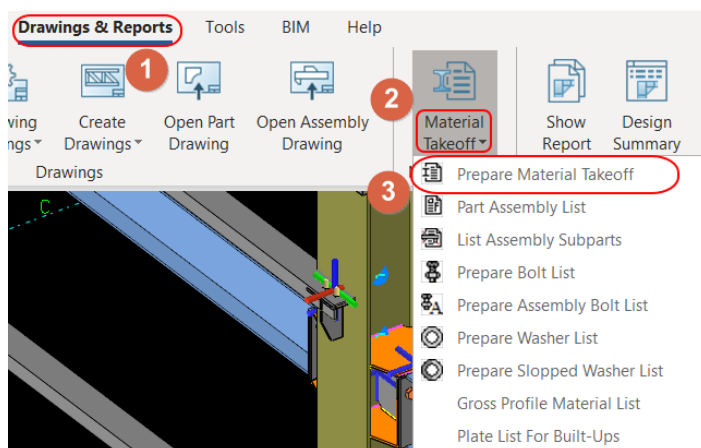 Drawings & Reports Tools BIM Help
1
2
wing Create Open Part Open Assembly Material Show Design
ngs Drawings Drawing Drawing Takeoff Report Summary
Drawings
3
Prepare Material Takeoff
Part Assembly List
List Assembly Subparts
Prepare Bolt List
Prepare Assembly Bolt List
Prepare Washer List
Prepare Slopped Washer List
Gross Profile Material List
Plate List For Built-Ups
C